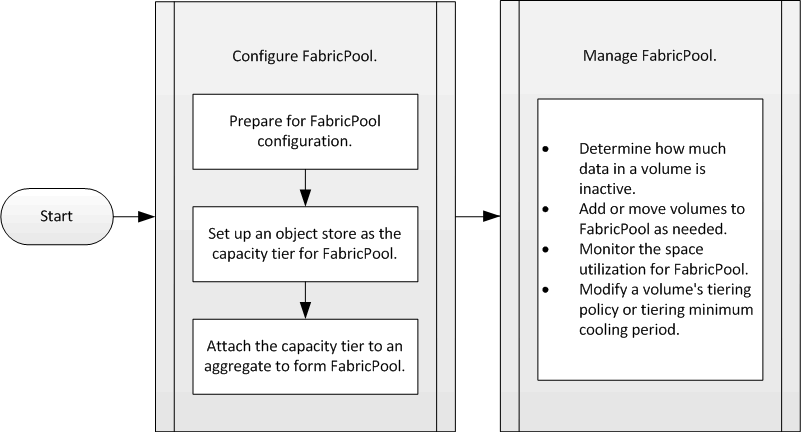 Start
Configure FabricPool.
Prepare for FabricPool
configuration.
Set up an object store as the
capacity tier for FabricPool.
Attach the capacity tier to an
aggregate to form FabricPool.
Manage FabricPool.
• Determine how much
data in a volume is
inactive.
• Add or move volumes to
FabricPool as needed.
• Monitor the space
utilization for FabricPool.
• Modify a volume's tiering
policy or tiering minimum
cooling period.